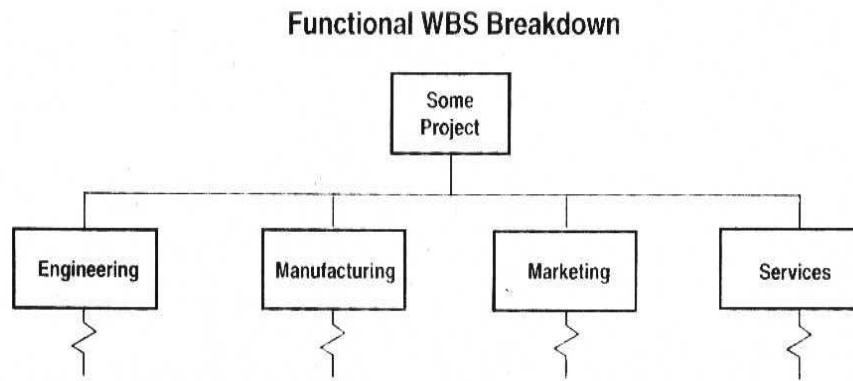 Functional WBS Breakdown
Some
Project
Engineering
Manufacturing
Marketing
Services